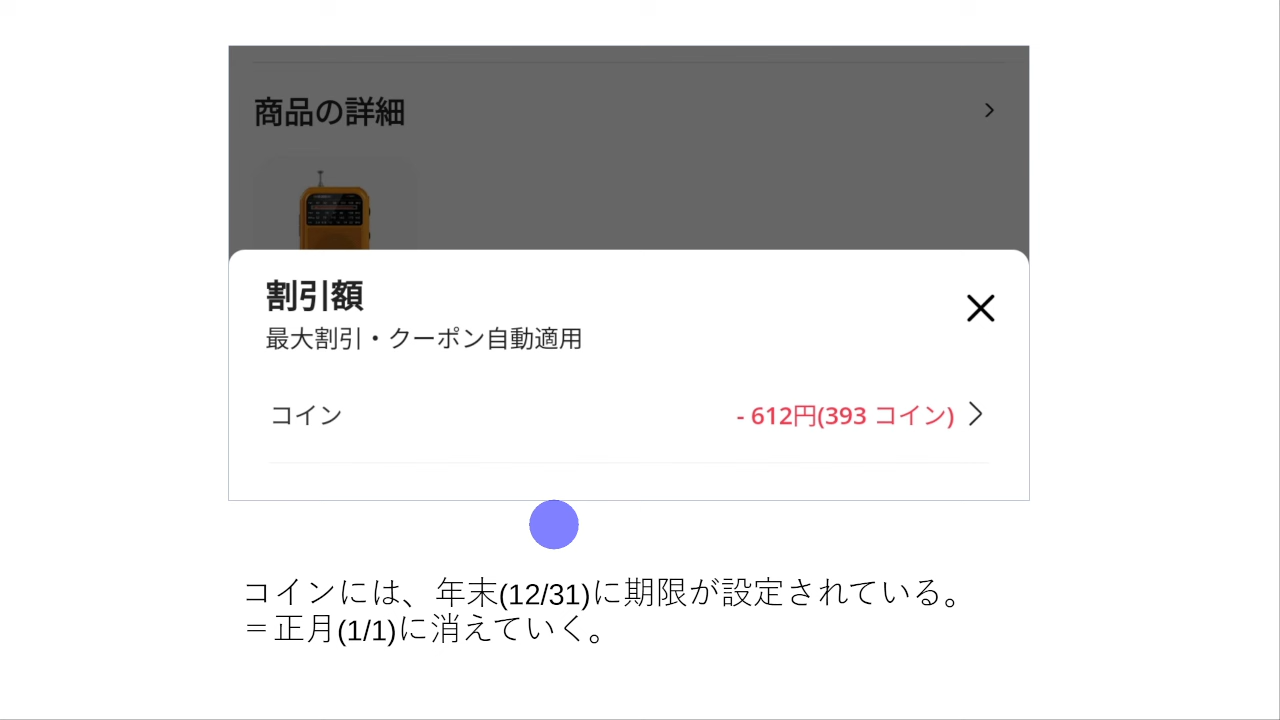 商品の詳細
割引額
最大割引・クーポン自動適用
コイン - 612円(393 コイン)
コインには、年末(12/31)に期限が設定されている。
＝正月(1/1)に消えていく。